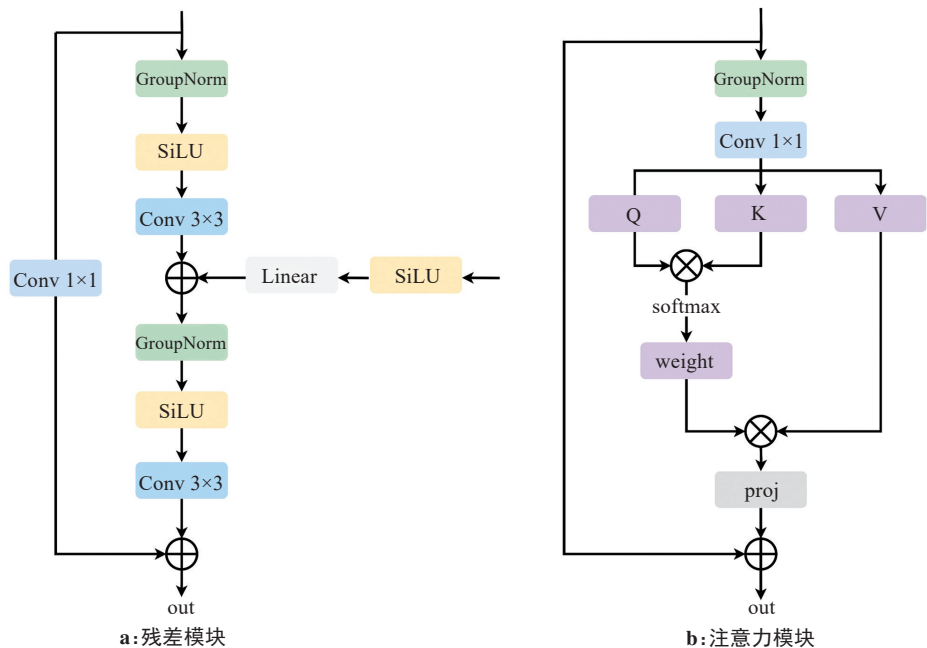 GroupNorm
SiLU
Conv 3×3
Conv 1×1
Linear
SiLU
GroupNorm
SiLU
Conv 3×3
out
a:残差模块
GroupNorm
Conv 1×1
Q
K
V
softmax
weight
proj
out
b:注意力模块